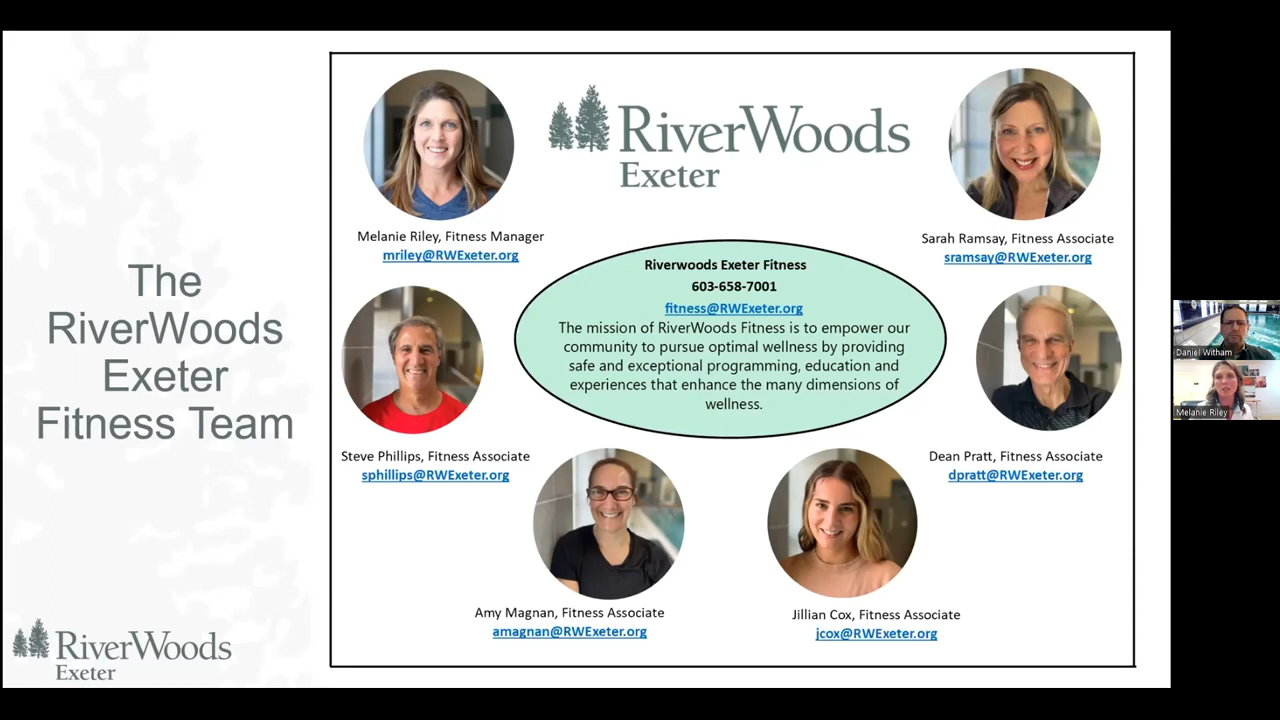 The
RiverWoods
Exeter
Fitness Team
RiverWoods
Exeter
RiverWoods
Exeter
Melanie Riley, Fitness Manager
mriley@RWExeter.org
Sarah Ramsay, Fitness Associate
sramsay@RWExeter.org
Riverwoods Exeter Fitness
603-658-7001
fitness@RWExeter.org
The mission of RiverWoods Fitness is to empower our
community to pursue optimal wellness by providing
safe and exceptional programming, education and
experiences that enhance the many dimensions of
wellness.
Steve Phillips, Fitness Associate
sphillips@RWExeter.org
Dean Pratt, Fitness Associate
dpratt@RWExeter.org
Amy Magnan, Fitness Associate
amagnan@RWExeter.org
Jillian Cox, Fitness Associate
jcox@RWExeter.org
Daniel Witham
Melanie Riley